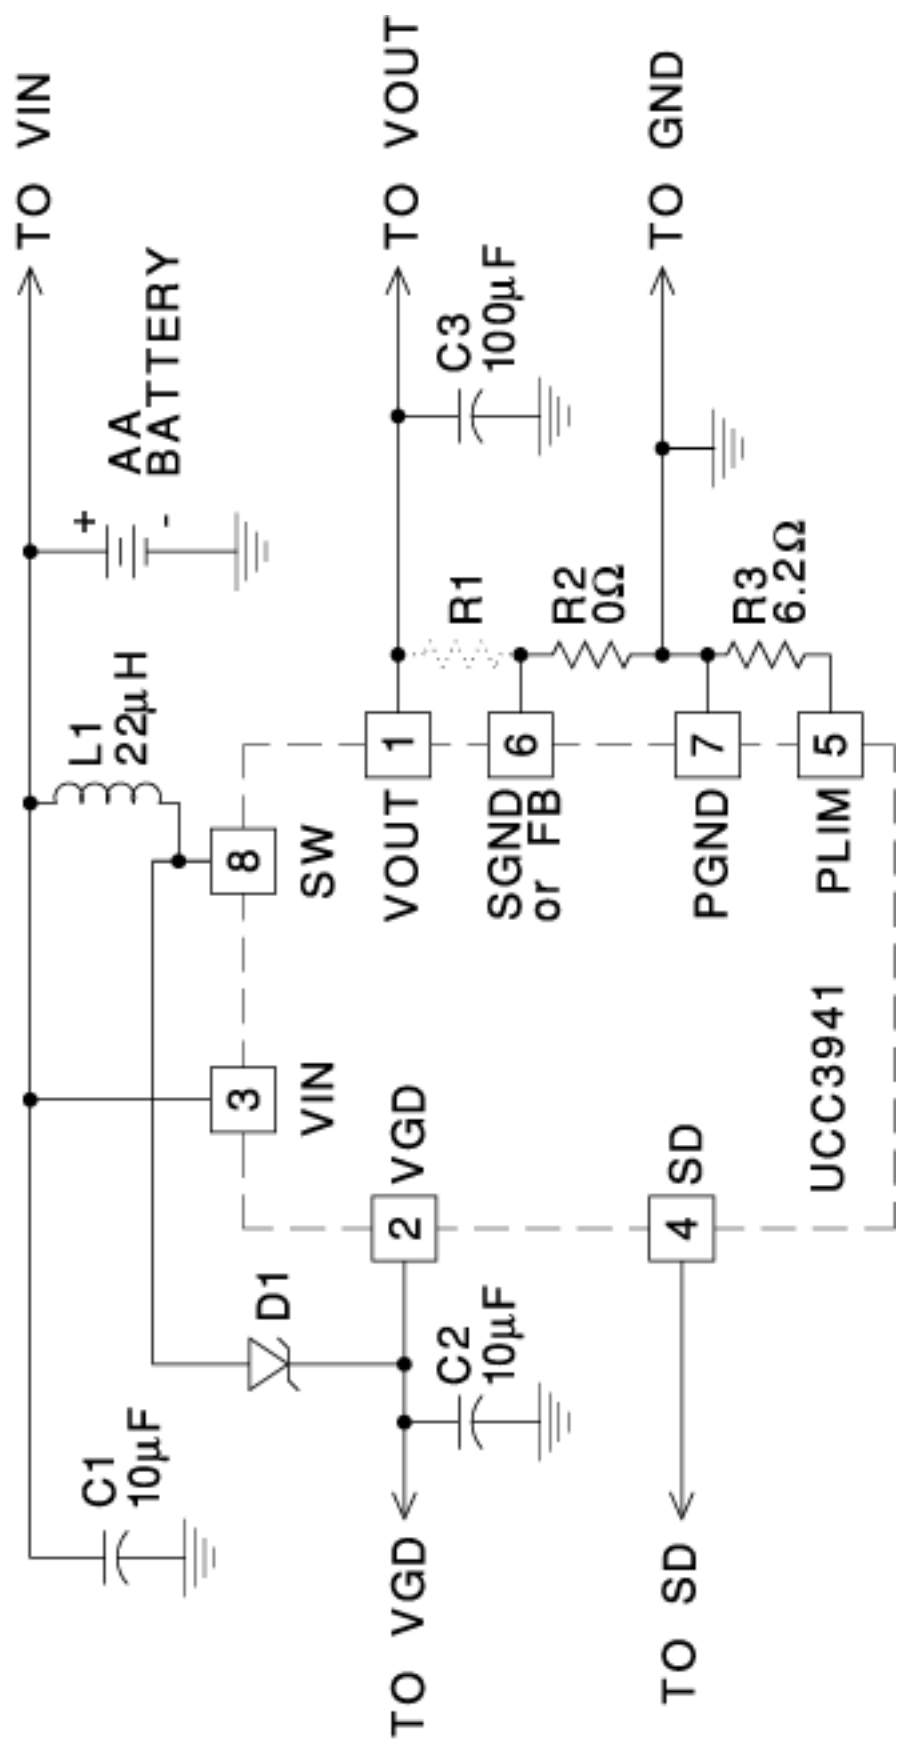 TO VIN
AA
BATTERY
+
-
L1
22µH
C1
10µF
8
SW
3
VIN
D1
TO VGD
C2
10µF
2
VGD
1
VOUT
TO VOUT
C3
100µF
R1
6
SGND
or FB
R2
0Ω
TO GND
7
PGND
R3
6.2Ω
5
PLIM
TO SD
4
SD
UCC3941